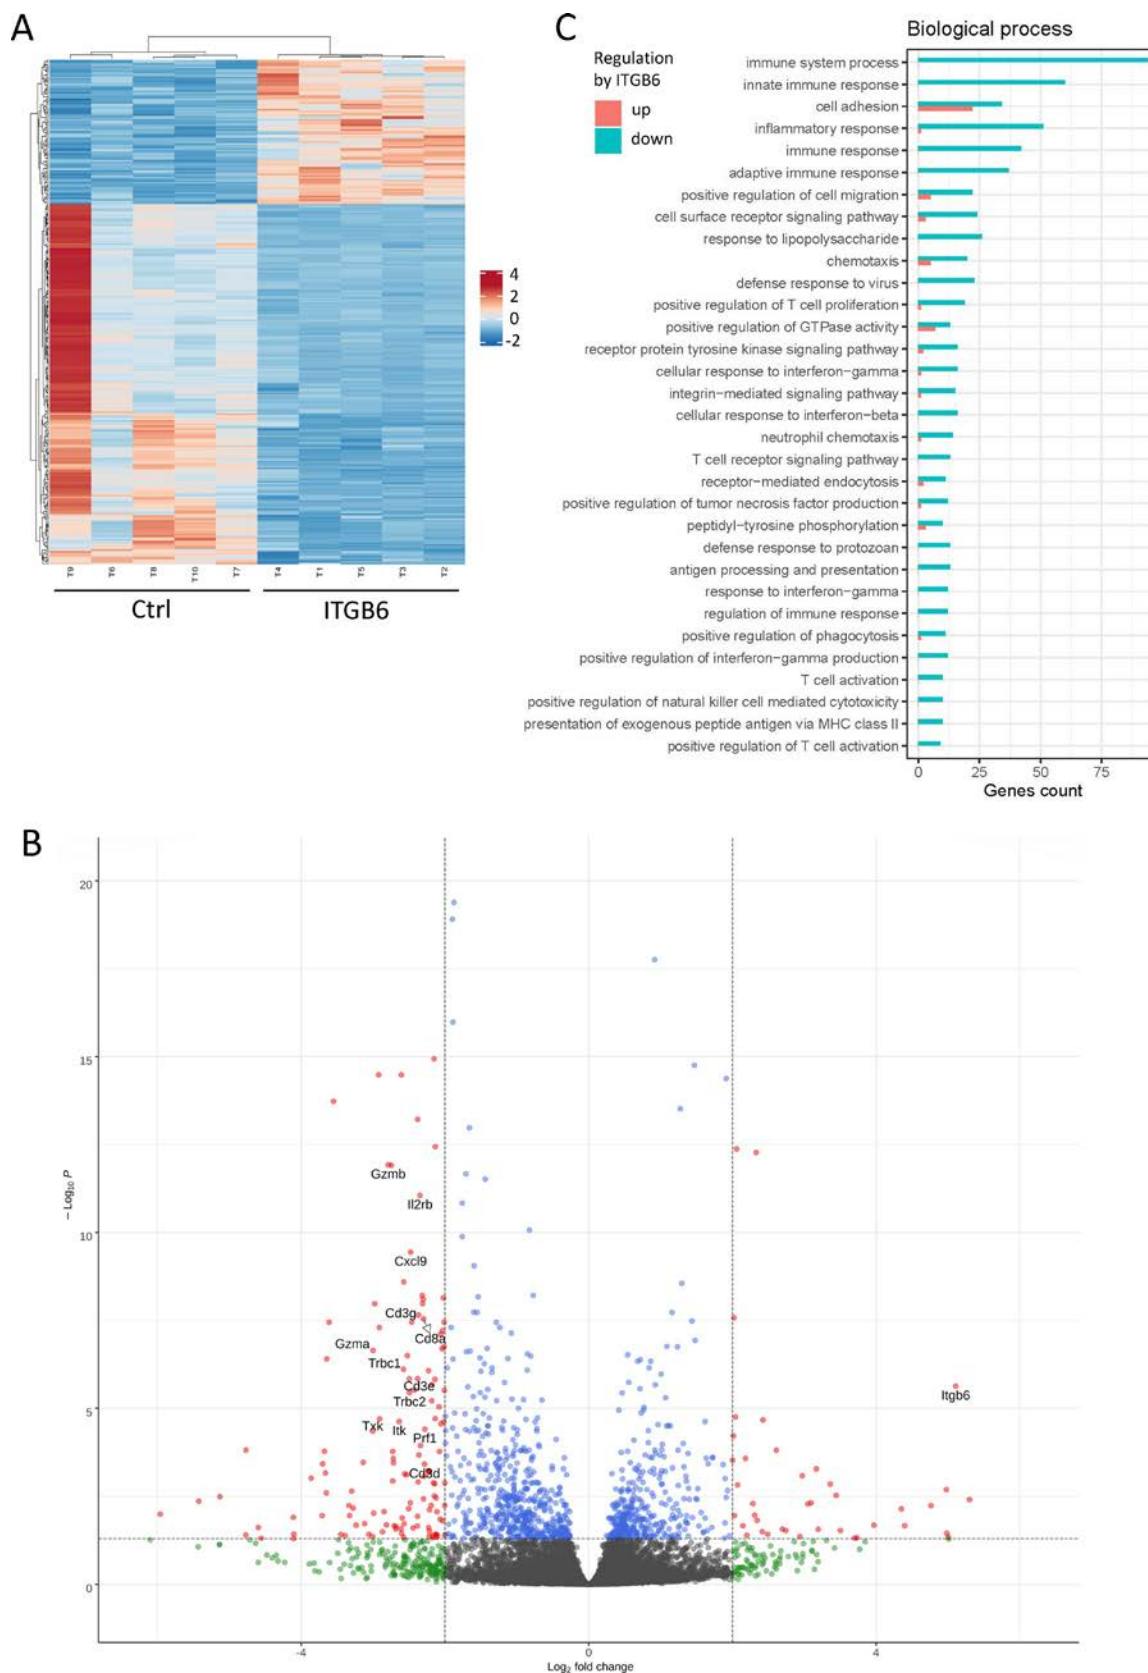 A
4
2
0
-2
T9
T6
T8
T10
T7
T4
T1
T5
T3
T2
Ctrl
ITGB6
C
Regulation
by ITGB6
up
down
Biological process
immune system process
innate immune response
cell adhesion
inflammatory response
immune response
adaptive immune response
positive regulation of cell migration
cell surface receptor signaling pathway
response to lipopolysaccharide
chemotaxis
defense response to virus
positive regulation of T cell proliferation
positive regulation of GTPase activity
receptor protein tyrosine kinase signaling pathway
cellular response to interferon−gamma
integrin−mediated signaling pathway
cellular response to interferon−beta
neutrophil chemotaxis
T cell receptor signaling pathway
receptor−mediated endocytosis
positive regulation of tumor necrosis factor production
peptidyl−tyrosine phosphorylation
defense response to protozoan
antigen processing and presentation
response to interferon−gamma
regulation of immune response
positive regulation of phagocytosis
positive regulation of interferon−gamma production
T cell activation
positive regulation of natural killer cell mediated cytotoxicity
presentation of exogenous peptide antigen via MHC class II
positive regulation of T cell activation
0 25 50 75
Genes count
B
20
15
10
5
0
− Log10 P
Gzmb
Il2rb
Cxcl9
Cd3g
Cd8a
Gzma
Trbc1
Cd3e
Itgb6
Trbc2
Txk
Itk
Prf1
Cd3d
-4 0 4
Log2 fold change